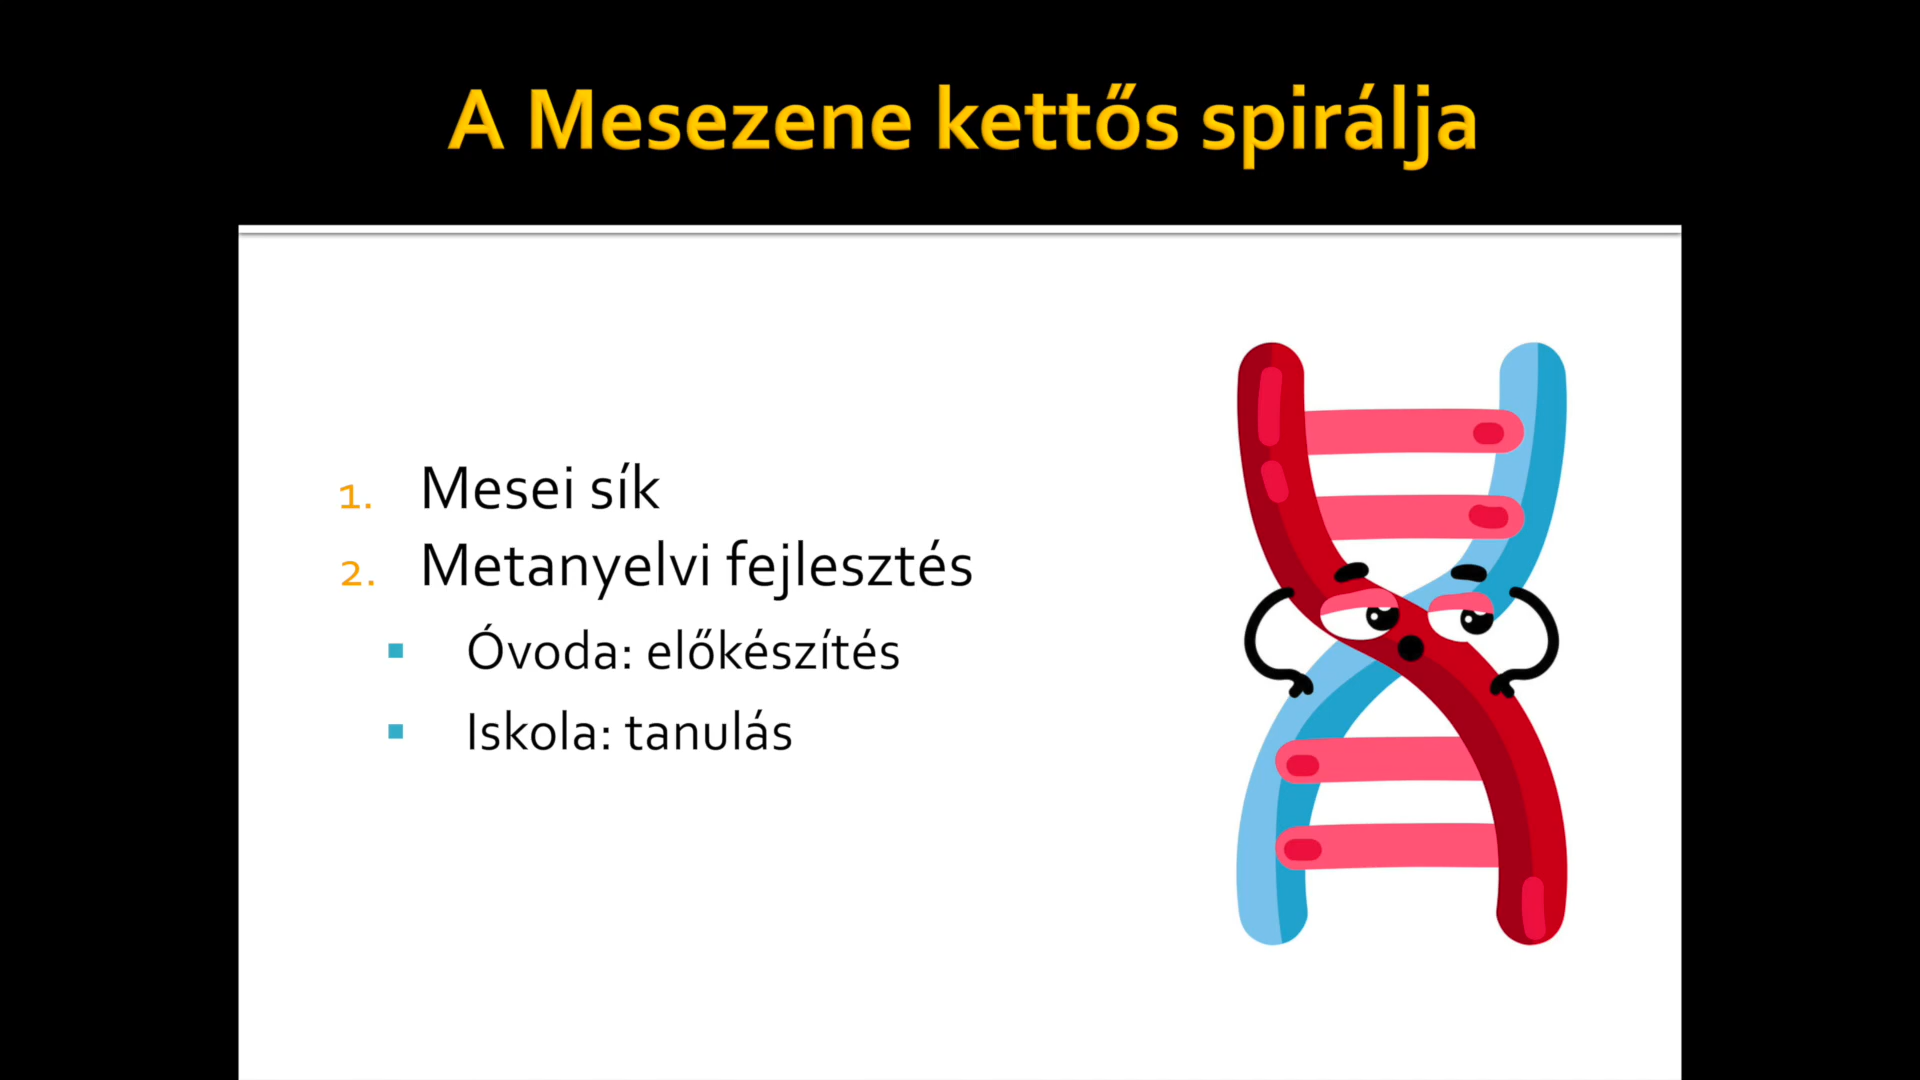 A Mesezene kettős spirálja
1. Mesei sík
2. Metanyelvi fejlesztés
▪ Óvoda: előkészítés
▪ Iskola: tanulás